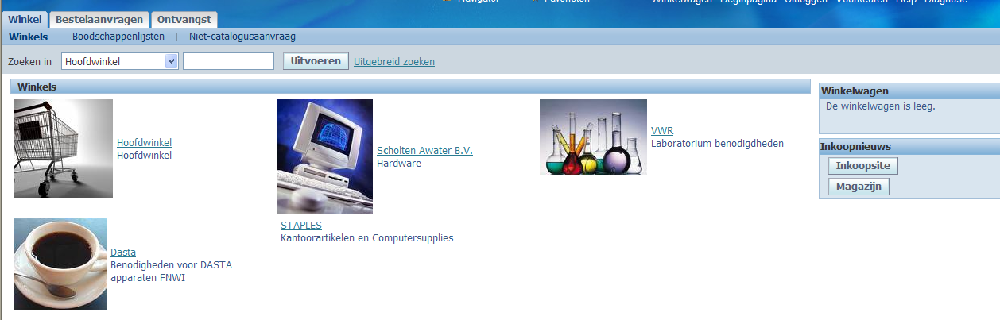 Navigator Favorieten Winkelwagen Beginpagina Uitloggen Voorkeuren Help Diagnose
Winkel Bestelaanvragen Ontvangst
Winkels | Boodschappenlijsten | Niet-catalogusaanvraag
Zoeken in Hoofdwinkel Uitvoeren Uitgebreid zoeken
Winkels
Hoofdwinkel
Hoofdwinkel
Scholten Awater B.V.
Hardware
VWR
Laboratorium benodigdheden
Dasta
Benodigheden voor DASTA
apparaten FNWI
STAPLES
Kantoorartikelen en Computersupplies
Winkelwagen
De winkelwagen is leeg.
Inkoopnieuws
Inkoopsite
Magazijn